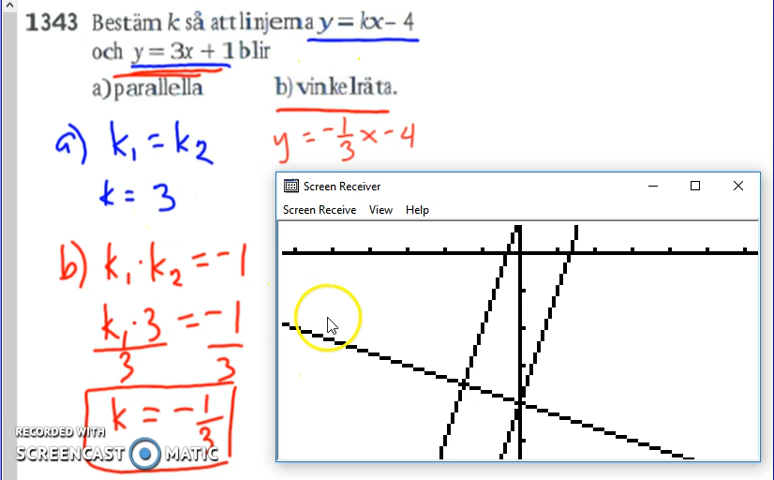 1343 Bestäm k så att linjerna y = kx - 4
och y = 3x + 1 blir
a) parallella b) vinkelräta.
a) k₁ = k₂
k = 3
y = -1/3 x - 4
b) k₁ · k₂ = -1
k₁ · 3 / 3 = -1 / 3
k = -1/3
Screen Receiver
Screen Receive View Help
RECORDED WITH
SCREENCAST MATIC